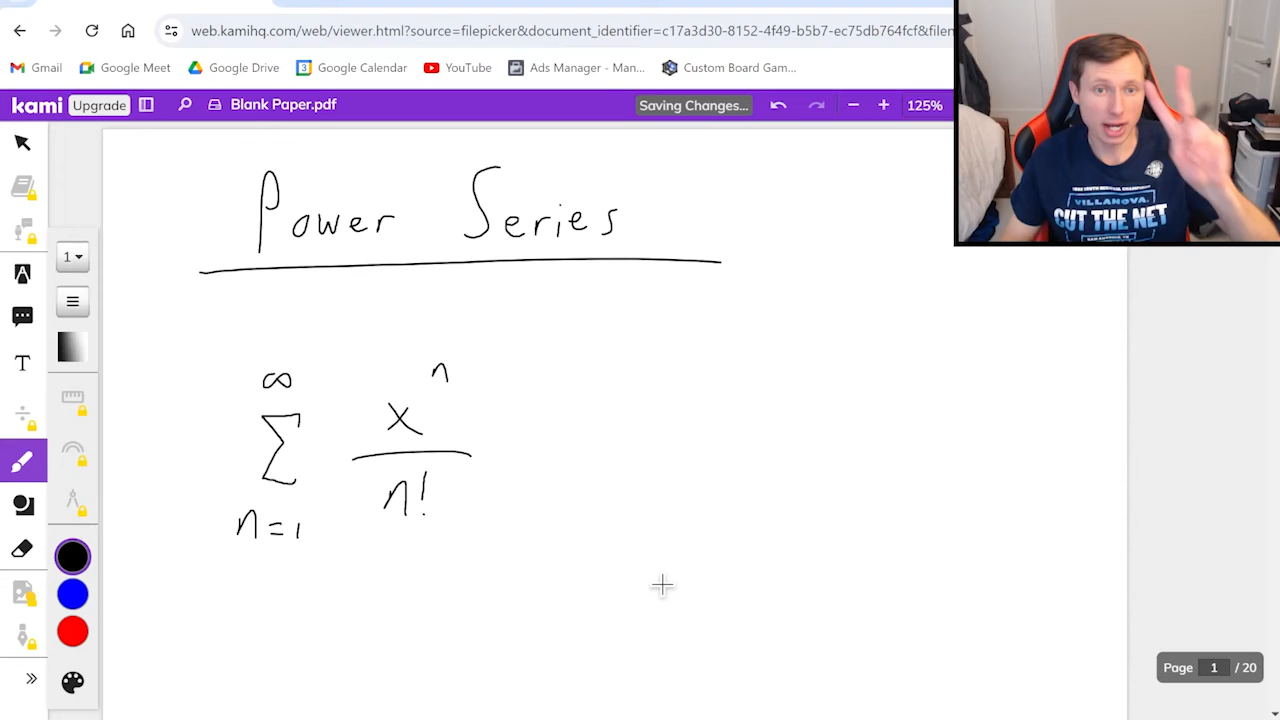 web.kamihq.com/web/viewer.html?source=filepicker&document_identifier=c17a3d30-8152-4f49-b5b7-ec75db764fcf&filen
Gmail Google Meet Google Drive 3 Google Calendar YouTube Ads Manager - Man... Custom Board Gam...
kami Upgrade Blank Paper.pdf Saving Changes... 125%
VILLANOVA
CUT THE NET
Power Series
1
∞ n
Σ x
n!
n=1
A
T
Page 1 / 20